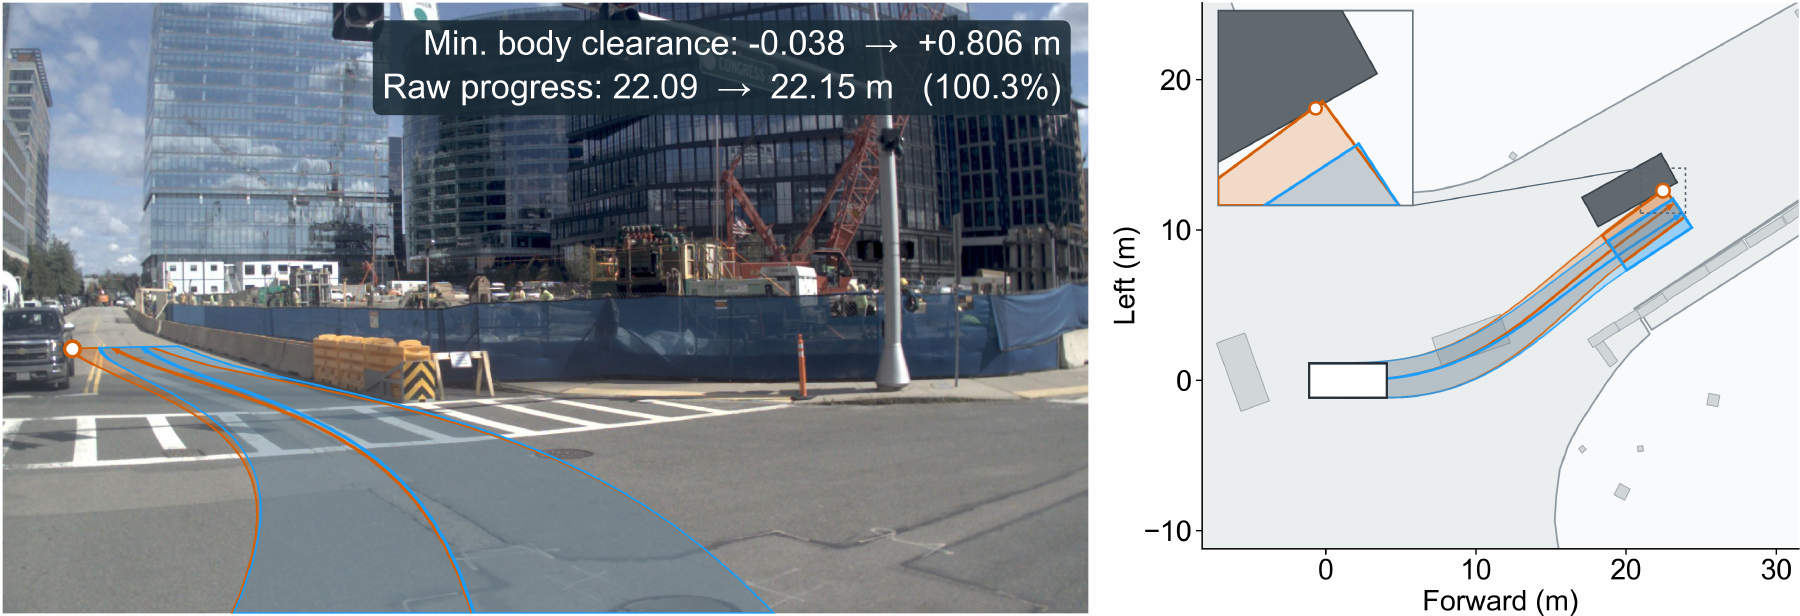 Min. body clearance: -0.038 → +0.806 m
Raw progress: 22.09 → 22.15 m (100.3%)
CONGRESS
20
10
0
−10
Left (m)
0
10
20
30
Forward (m)